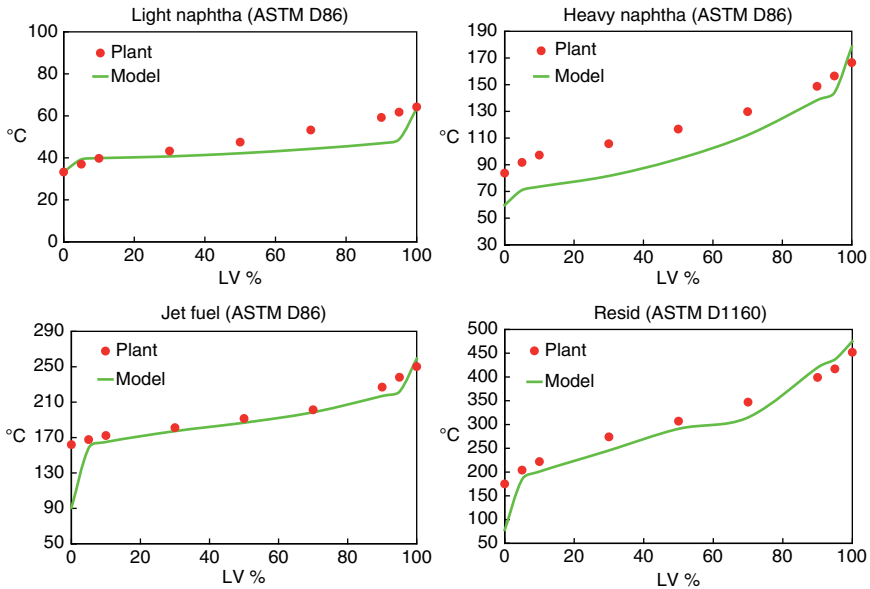 Light naphtha (ASTM D86)
100
80
60
40
20
0
°C
Plant
Model
0 20 40 60 80 100
LV %
Heavy naphtha (ASTM D86)
190
170
150
130
110
90
70
50
30
°C
Plant
Model
0 20 40 60 80 100
LV %
Jet fuel (ASTM D86)
290
250
210
170
130
90
50
°C
Plant
Model
0 20 40 60 80 100
LV %
Resid (ASTM D1160)
500
450
400
350
300
250
200
150
100
50
°C
Plant
Model
0 20 40 60 80 100
LV %